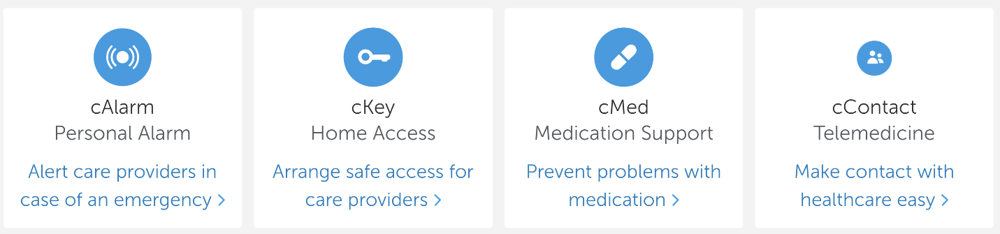 cAlarm
Personal Alarm
Alert care providers in
case of an emergency >
cKey
Home Access
Arrange safe access for
care providers >
cMed
Medication Support
Prevent problems with
medication >
cContact
Telemedicine
Make contact with
healthcare easy >